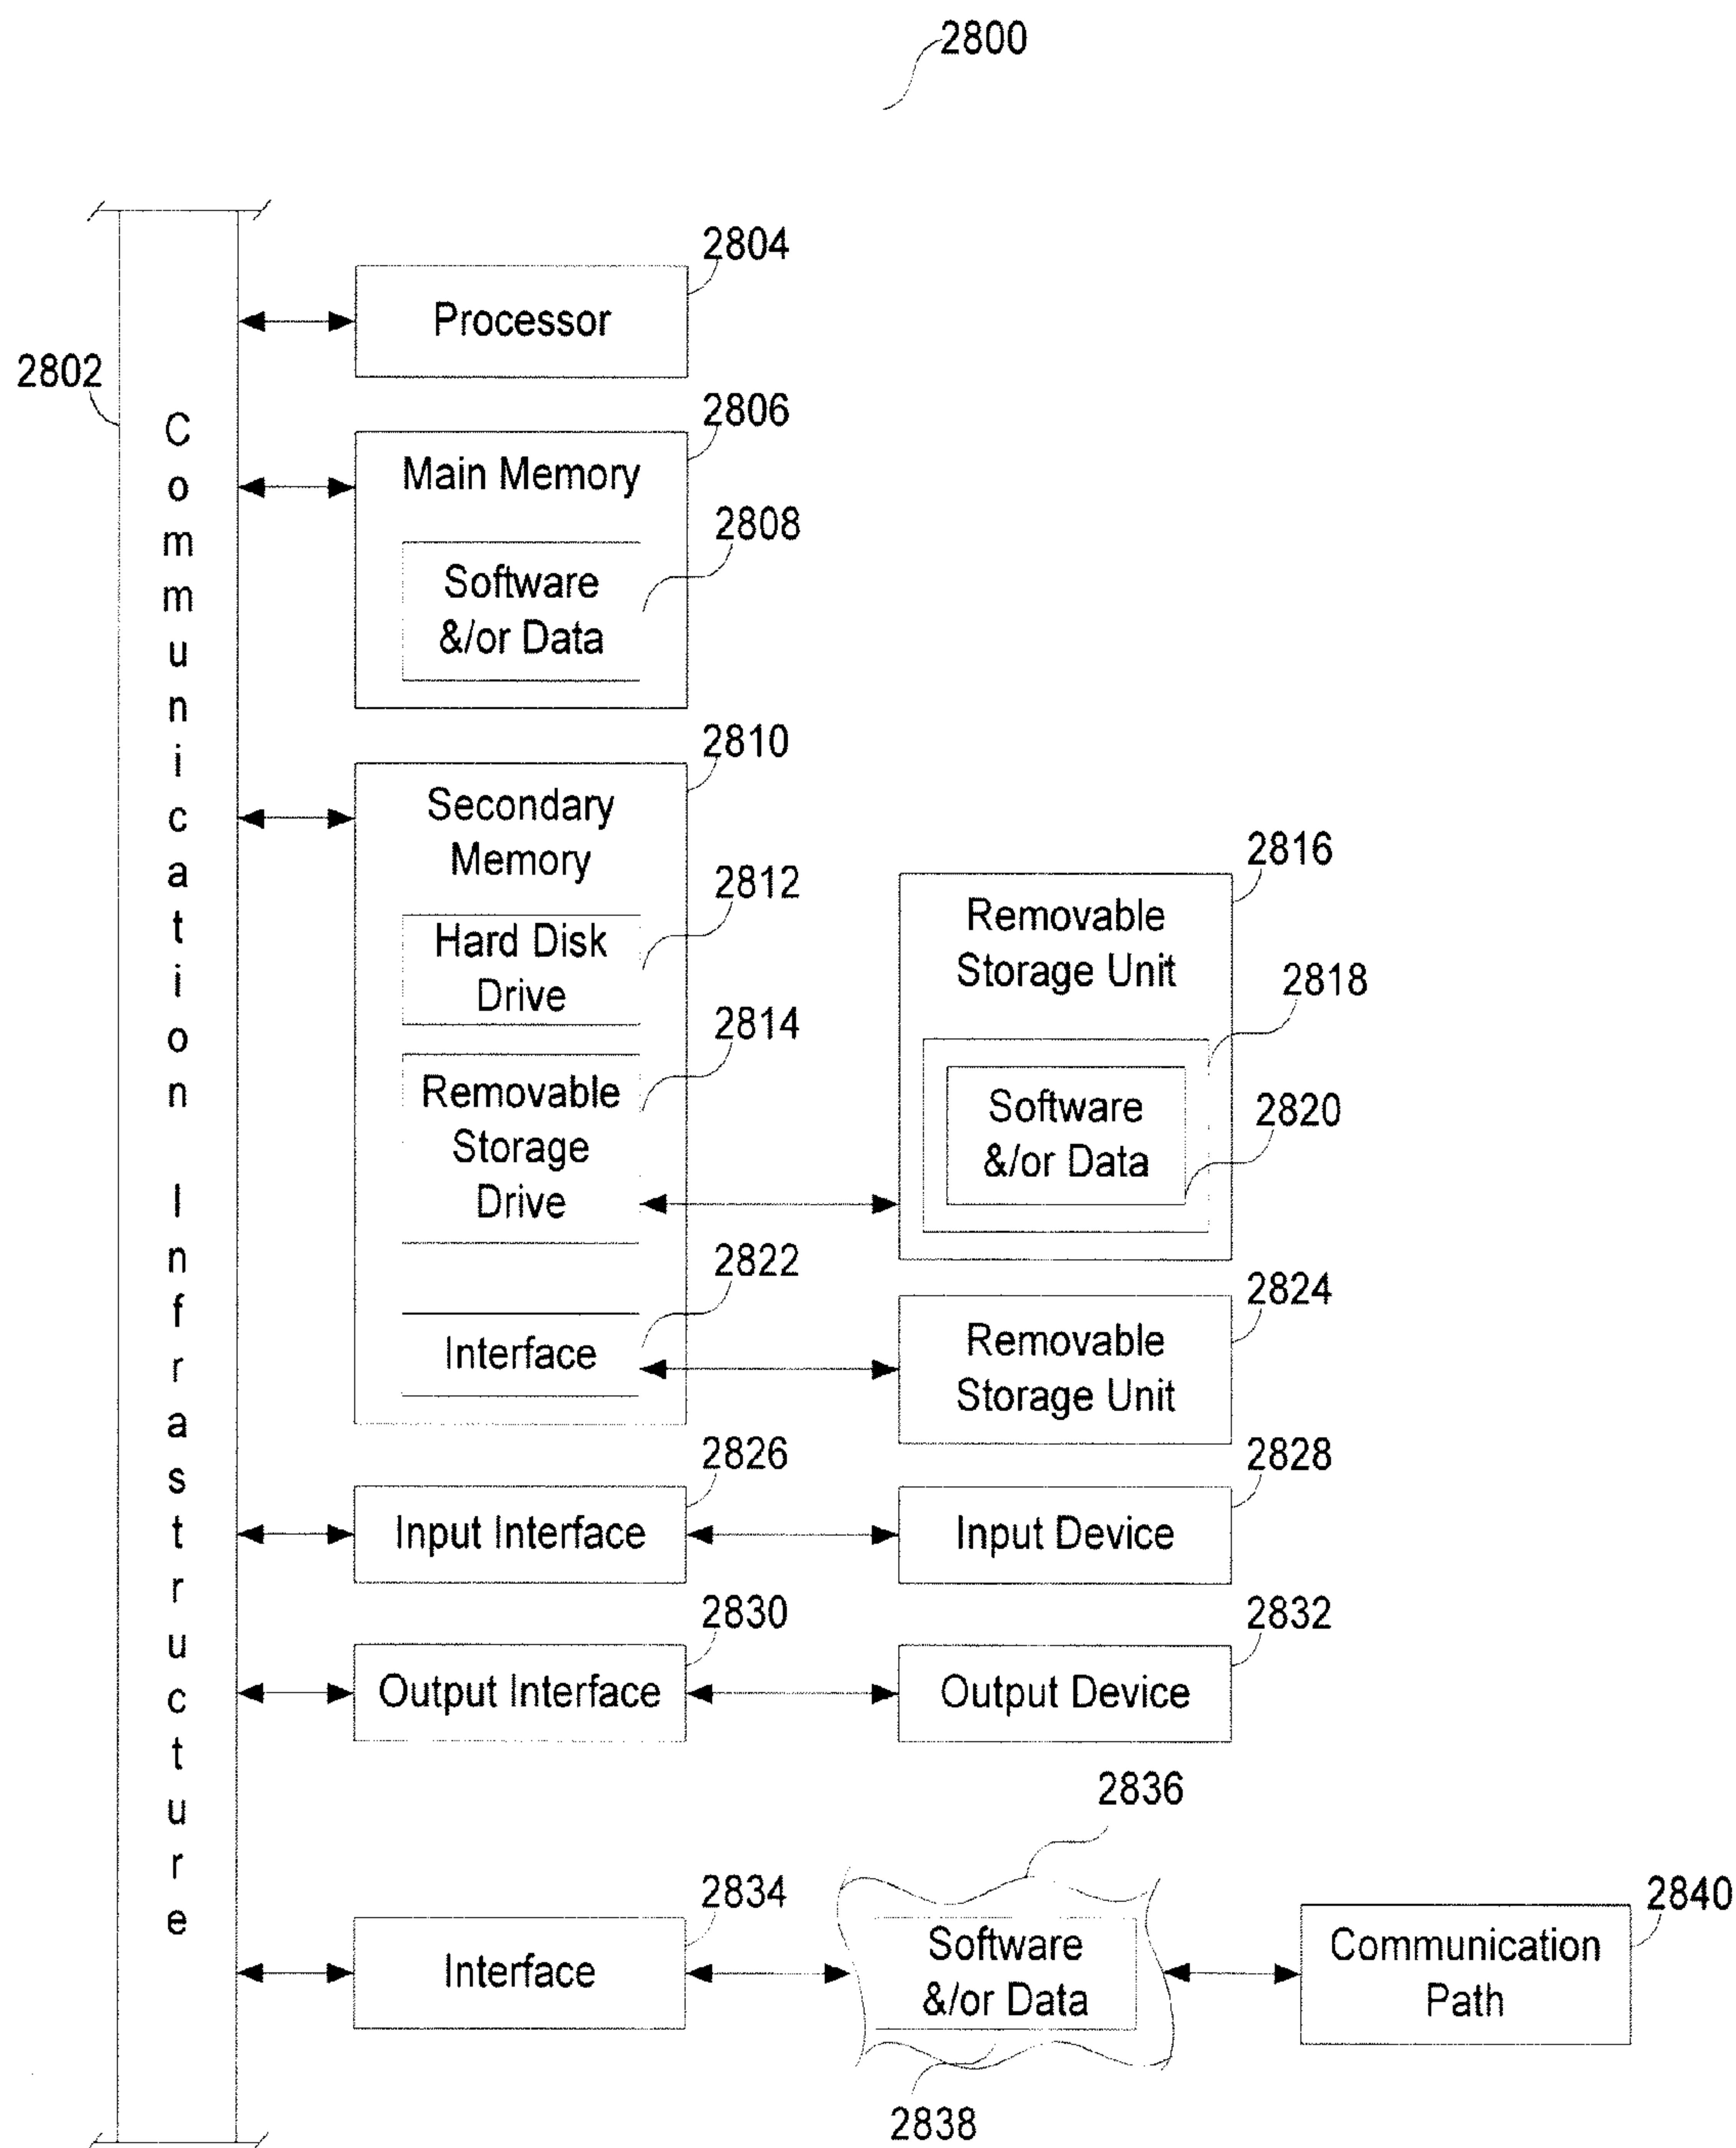 2800
2804
Processor
2802
Communication Infrastructure
2806
Main Memory
2808
Software
&/or Data
2810
Secondary
Memory
2812
Hard Disk
Drive
2814
Removable
Storage
Drive
2816
Removable
Storage Unit
2818
Software
&/or Data
2820
2822
Interface
2824
Removable
Storage Unit
2826
Input Interface
2828
Input Device
2830
Output Interface
2832
Output Device
2834
Interface
2836
Software
&/or Data
2838
2840
Communication
Path